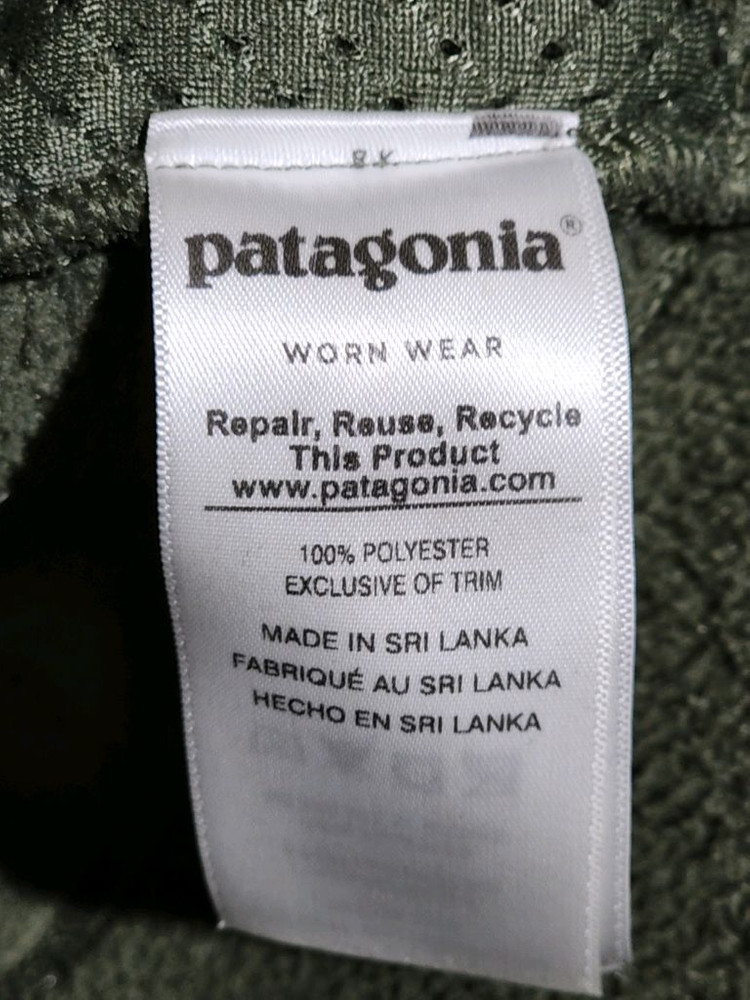 patagonia®
WORN WEAR
Repair, Reuse, Recycle
This Product
www.patagonia.com
100% POLYESTER
EXCLUSIVE OF TRIM
MADE IN SRI LANKA
FABRIQUÉ AU SRI LANKA
HECHO EN SRI LANKA